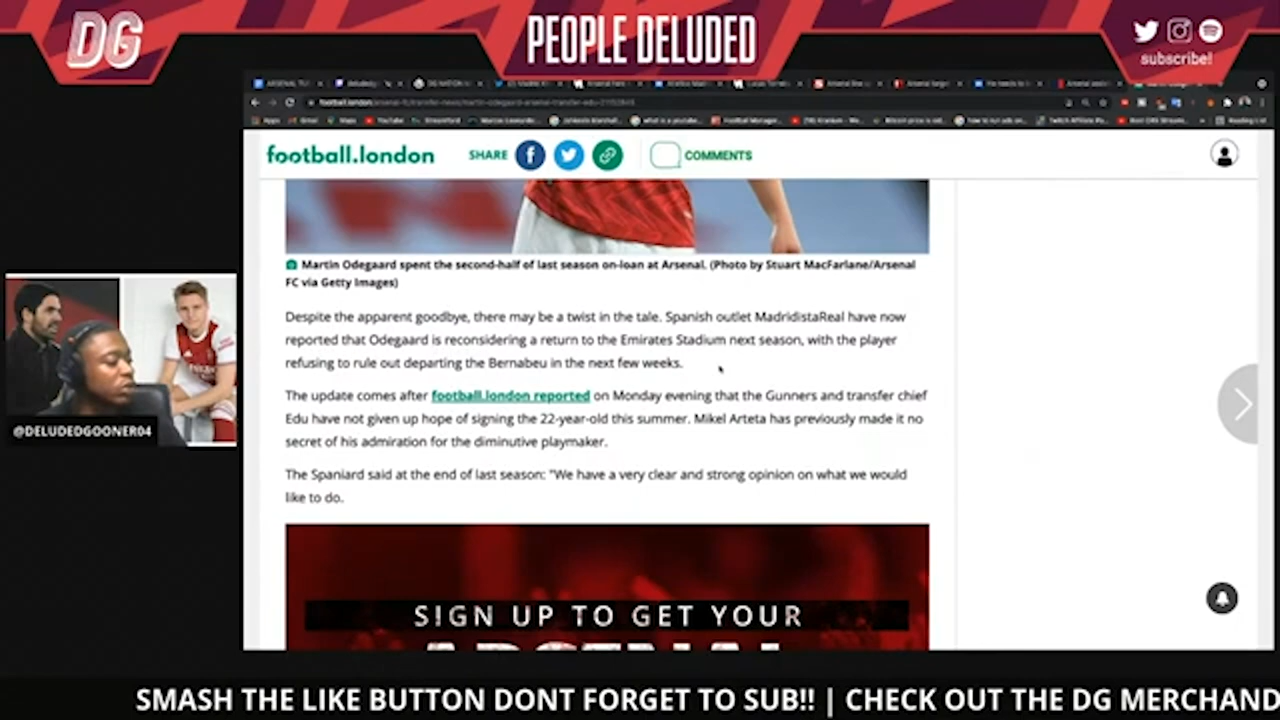 DG
PEOPLE DELUDED
subscribe!
football.london
SHARE
COMMENTS
Martin Odegaard spent the second-half of last season on-loan at Arsenal. (Photo by Stuart MacFarlane/Arsenal
FC via Getty Images)
Despite the apparent goodbye, there may be a twist in the tale. Spanish outlet MadridistaReal have now
reported that Odegaard is reconsidering a return to the Emirates Stadium next season, with the player
refusing to rule out departing the Bernabeu in the next few weeks.
The update comes after football.london reported on Monday evening that the Gunners and transfer chief
Edu have not given up hope of signing the 22-year-old this summer. Mikel Arteta has previously made it no
secret of his admiration for the diminutive playmaker.
The Spaniard said at the end of last season: "We have a very clear and strong opinion on what we would
like to do.
SIGN UP TO GET YOUR
@DELUDEDGOONER04
SMASH THE LIKE BUTTON DONT FORGET TO SUB!! | CHECK OUT THE DG MERCHAND